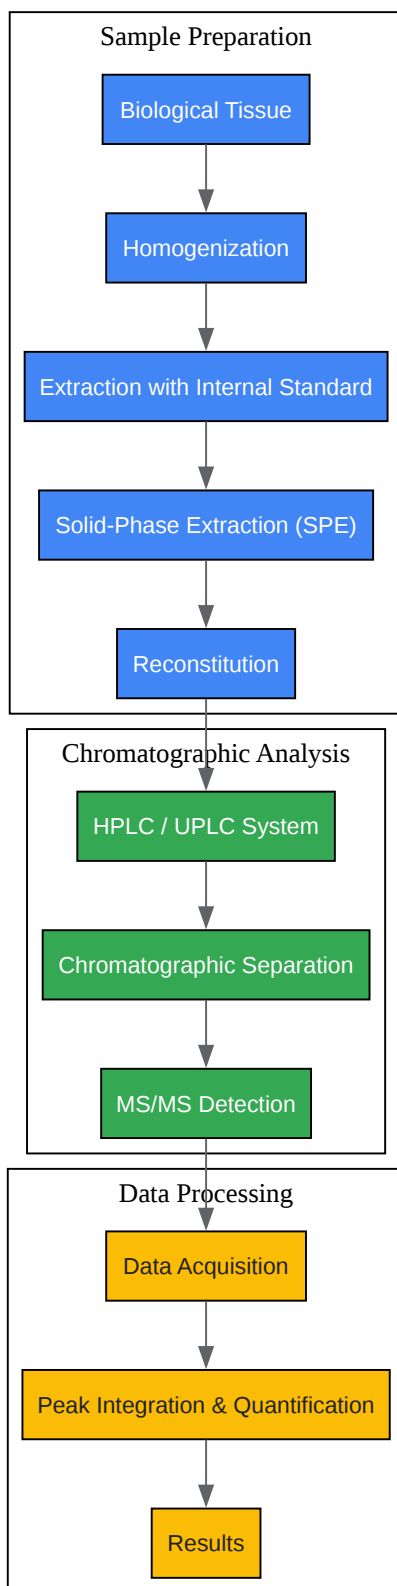 Sample Preparation
Biological Tissue
Homogenization
Extraction with Internal Standard
Solid-Phase Extraction (SPE)
Reconstitution
Chromatographic Analysis
HPLC / UPLC System
Chromatographic Separation
MS/MS Detection
Data Processing
Data Acquisition
Peak Integration & Quantification
Results